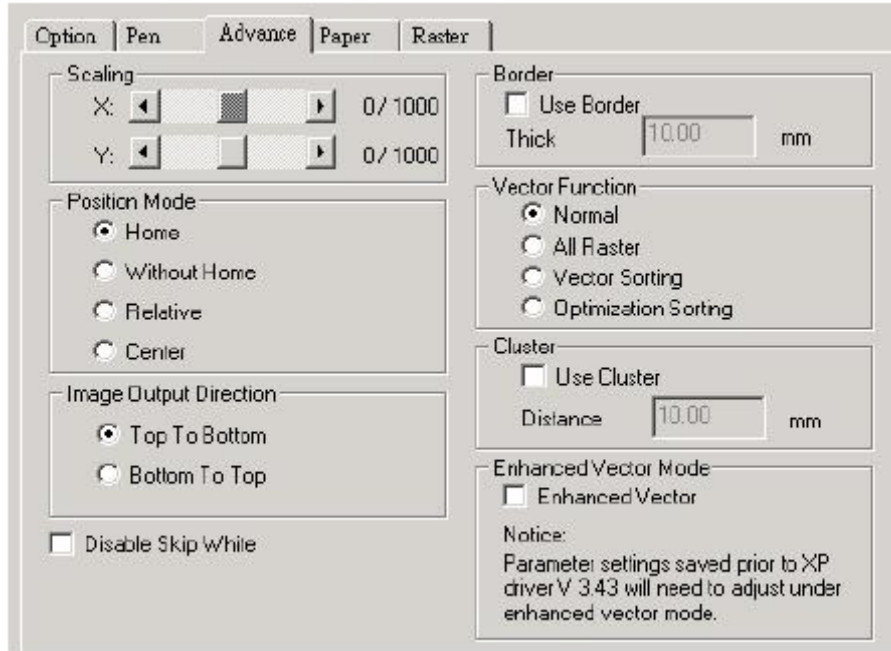 Option Pen Advance Paper Raster
Scaling
X: 0/ 1000
Y: 0/ 1000
Position Mode
Home
Without Home
Relative
Center
Image Output Direction
Top To Bottom
Bottom To Top
Disable Skip White
Border
Use Border
Thick 10.00 mm
Vector Function
Normal
All Raster
Vector Sorting
Optimization Sorting
Cluster
Use Cluster
Distance 10.00 mm
Enhanced Vector Mode
Enhanced Vector
Notice:
Parameter settings saved prior to XP
driver V 3.43 will need to adjust under
enhanced vector mode.